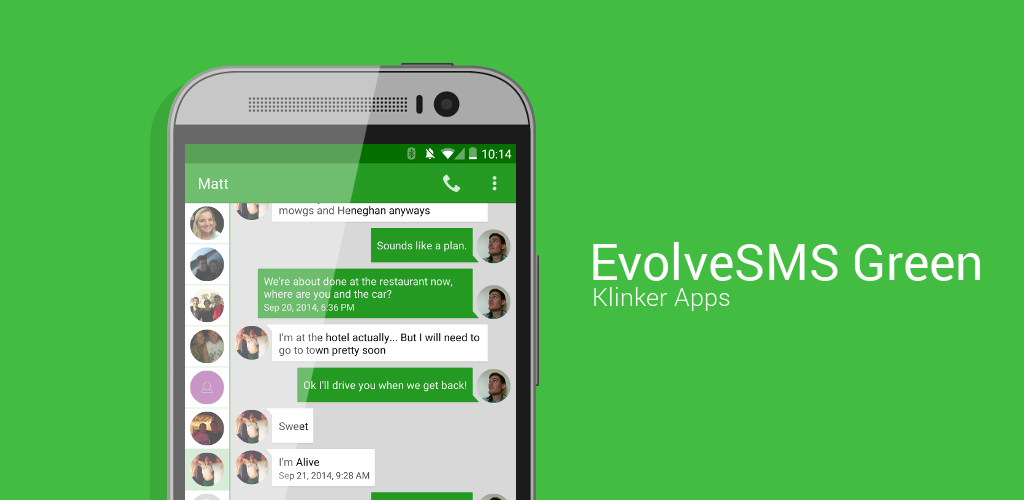 10:14
Matt
mowgs and Heneghan anyways
Sounds like a plan.
We're about done at the restaurant now,
where are you and the car?
Sep 20, 2014, 6:36 PM
I'm at the hotel actually... But I will need to
go to town pretty soon
Ok I'll drive you when we get back!
Sweet
I'm Alive
Sep 21, 2014, 9:28 AM
EvolveSMS Green
Klinker Apps